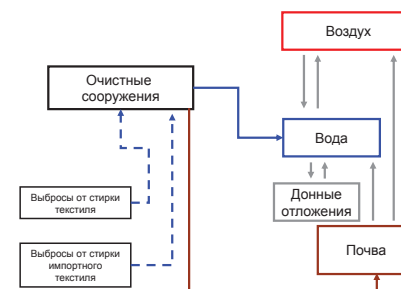 Воздух
Очистные
сооружения
Вода
Донные
отложения
Выбросы от стирки
текстиля
Почва
Выбросы от стирки
импортного
текстиля